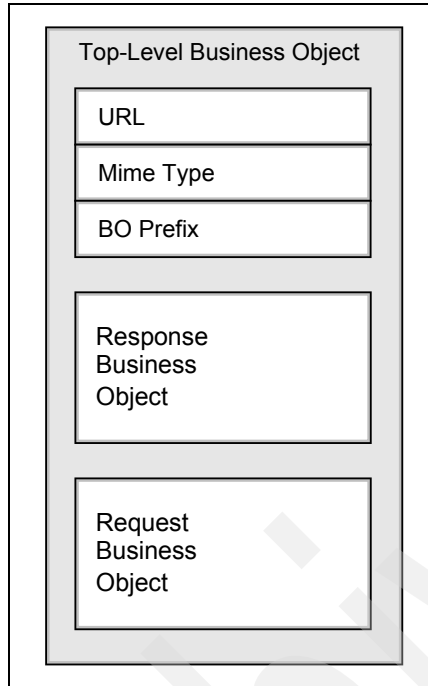 Top-Level Business Object
URL
Mime Type
BO Prefix
Response
Business
Object
Request
Business
Object